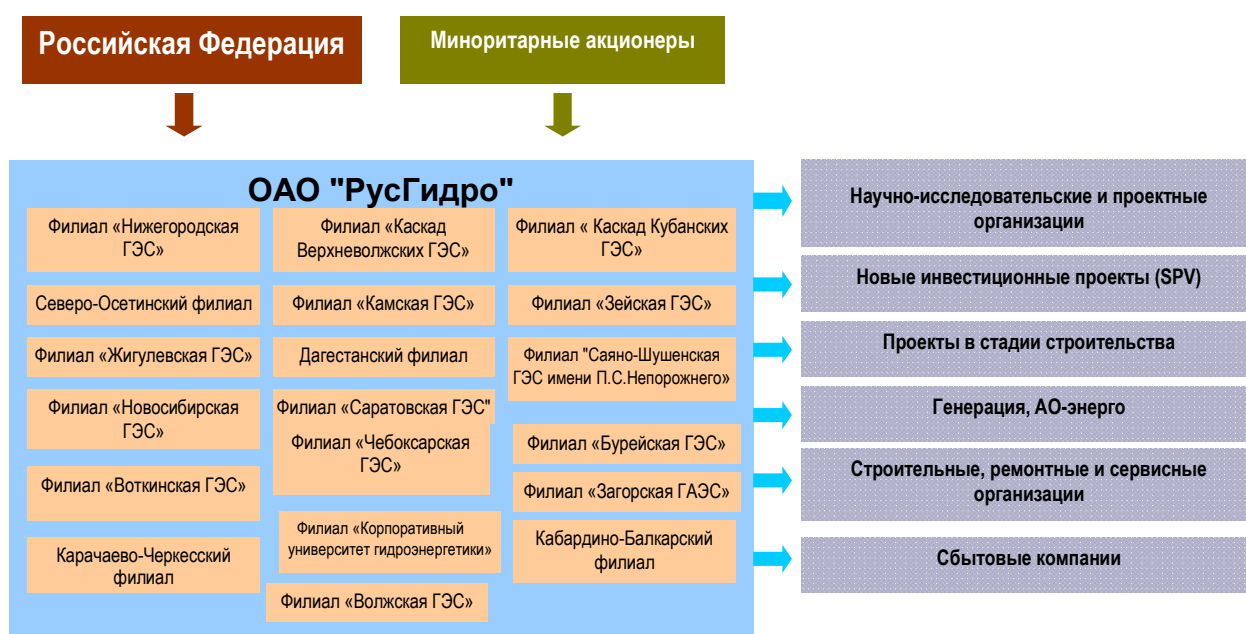 Российская Федерация
Миноритарные акционеры
ОАО "РусГидро"
Филиал «Нижегородская
ГЭС»
Филиал «Каскад
Верхневолжских ГЭС»
Филиал « Каскад Кубанских
ГЭС»
Северо-Осетинский филиал
Филиал «Камская ГЭС»
Филиал «Зейская ГЭС»
Филиал «Жигулевская ГЭС»
Дагестанский филиал
Филиал "Саяно-Шушенская
ГЭС имени П.С.Непорожнего»
Филиал «Новосибирская
ГЭС»
Филиал «Саратовская ГЭС"
Филиал «Чебоксарская
ГЭС»
Филиал «Бурейская ГЭС»
Филиал «Воткинская ГЭС»
Филиал «Загорская ГАЭС»
Филиал «Корпоративный
университет гидроэнергетики»
Кабардино-Балкарский
филиал
Карачаево-Черкесский
филиал
Филиал «Волжская ГЭС»
Научно-исследовательские и проектные
организации
Новые инвестиционные проекты (SPV)
Проекты в стадии строительства
Генерация, АО-энерго
Строительные, ремонтные и сервисные
организации
Сбытовые компании